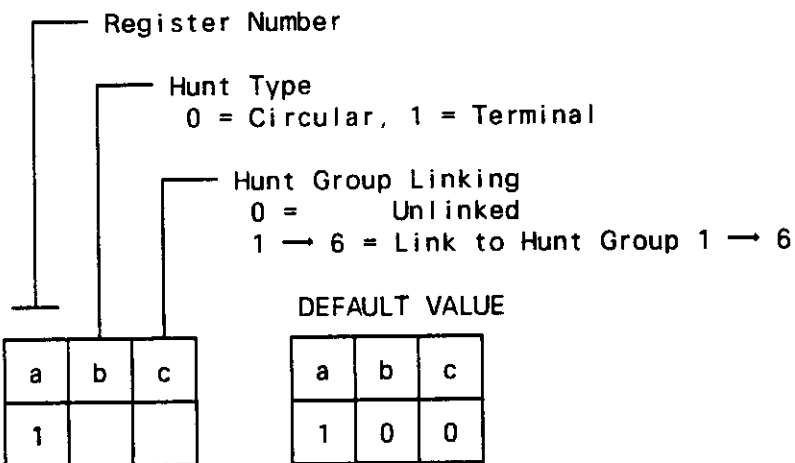 Register Number
Hunt Type
0 = Circular, 1 = Terminal
Hunt Group Linking
0 = Unlinked
1 → 6 = Link to Hunt Group 1 → 6
DEFAULT VALUE
a b c
1
a b c
1 0 0